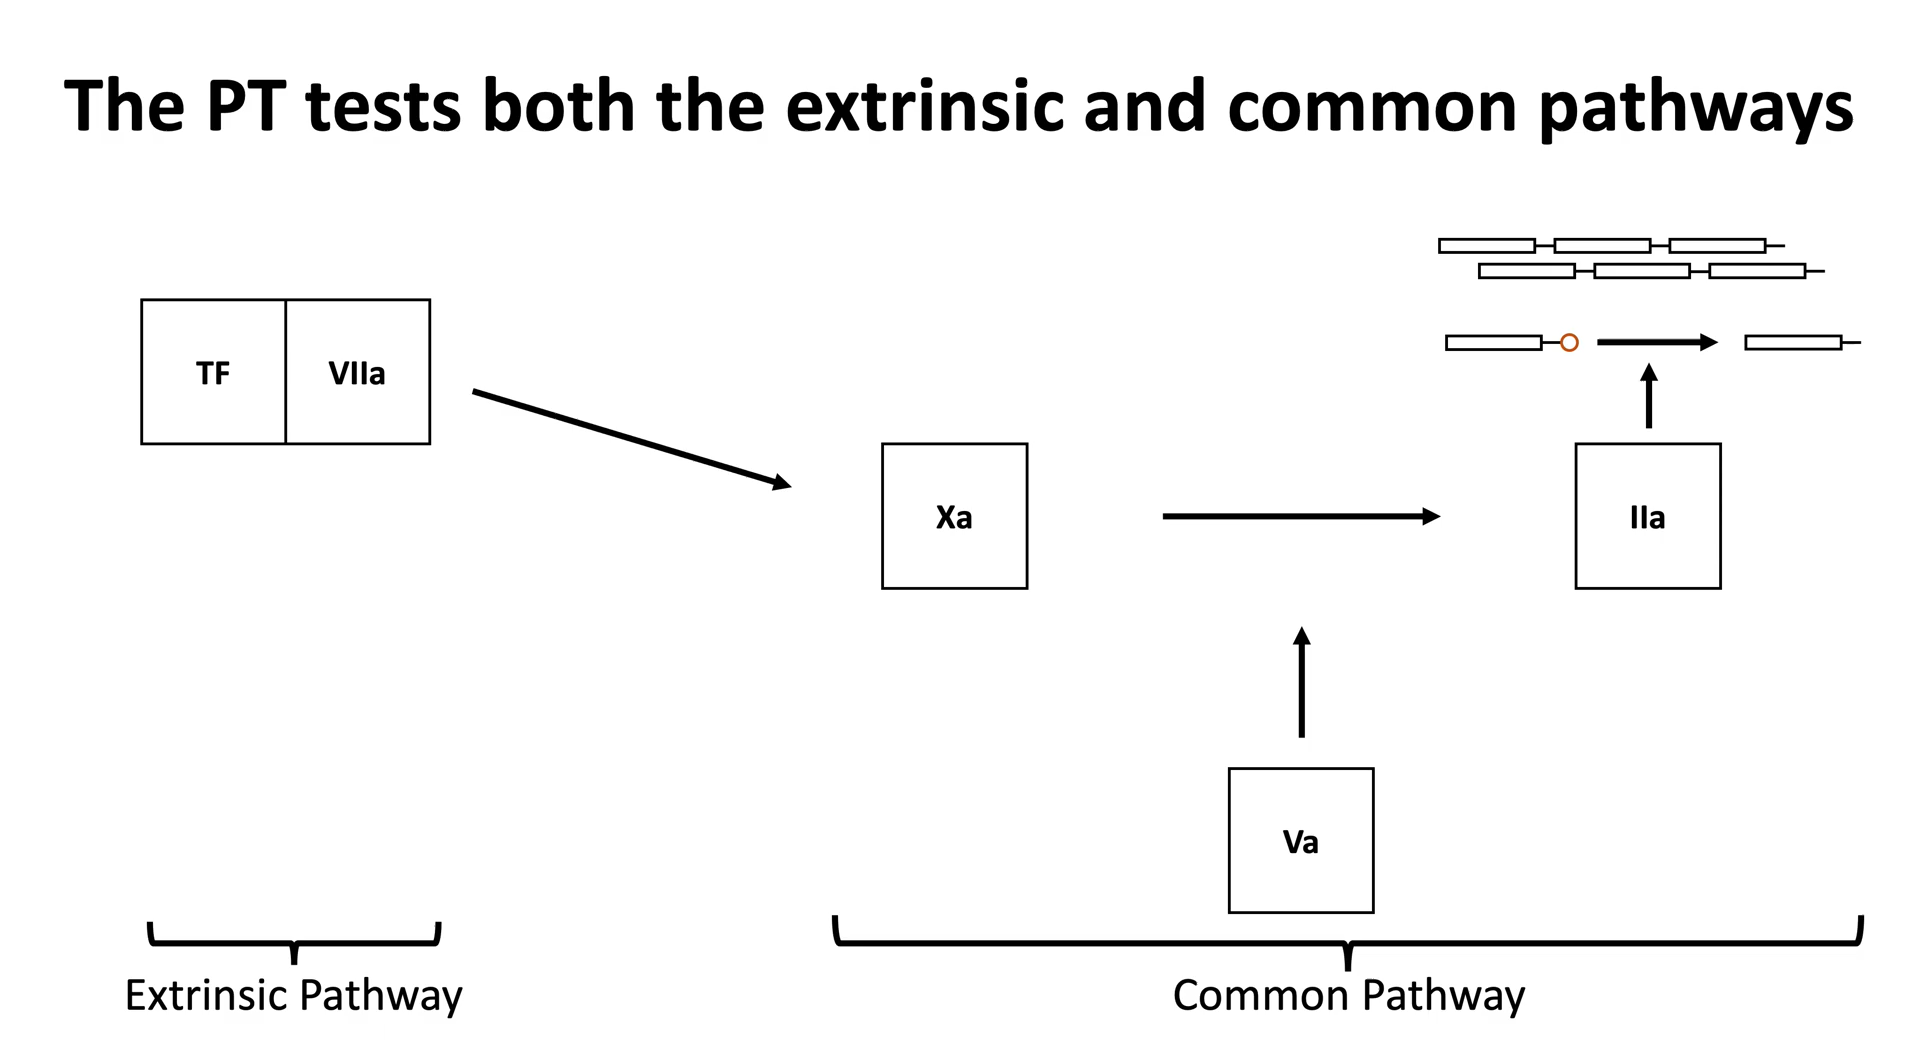 The PT tests both the extrinsic and common pathways
TF
VIIa
Xa
IIa
Va
Extrinsic Pathway
Common Pathway